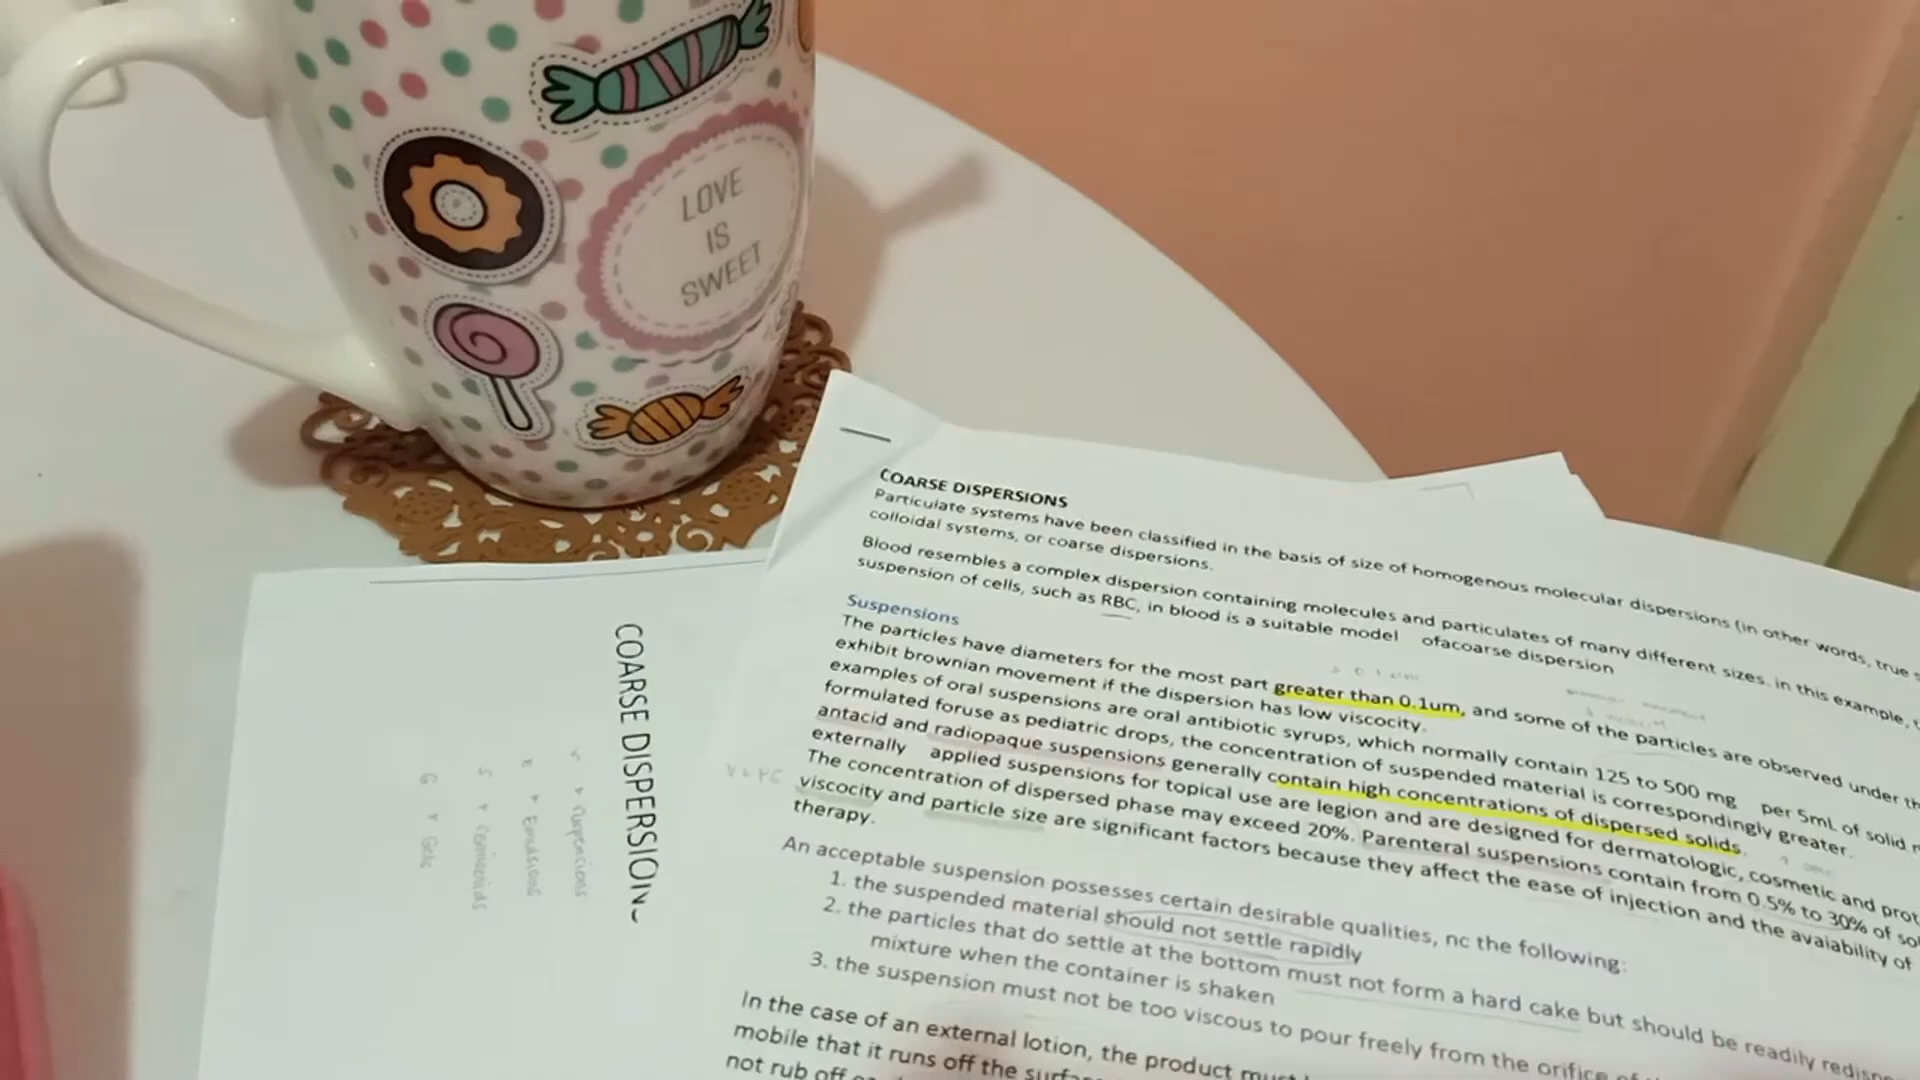 LOVE
IS
SWEET
COARSE DISPERSIONS
Particulate systems have been classified in the basis of size of homogenous molecular dispersions (in other words, true
colloidal systems, or coarse dispersions.
Blood resembles a complex dispersion containing molecules and particulates of many different sizes. in this example,
suspension of cells, such as RBC, in blood is a suitable model ofacoarse dispersion
Suspensions
The particles have diameters for the most part greater than 0.1um, and some of the particles are observed under
exhibit brownian movement if the dispersion has low viscocity.
examples of oral suspensions are oral antibiotic syrups, which normally contain 125 to 500 mg per 5mL of solid
formulated foruse as pediatric drops, the concentration of suspended material is correspondingly greater.
antacid and radiopaque suspensions generally contain high concentrations of dispersed solids.
externally applied suspensions for topical use are legion and are designed for dermatologic, cosmetic and
The concentration of dispersed phase may exceed 20%. Parenteral suspensions contain from 0.5% to 30% of
viscocity and particle size are significant factors because they affect the ease of injection and the avaiability of
therapy.
An acceptable suspension possesses certain desirable qualities, nc the following:
1. the suspended material should not settle rapidly
2. the particles that do settle at the bottom must not form a hard cake but should be readily
mixture when the container is shaken
3. the suspension must not be too viscous to pour freely from the orifice
In the case of an external lotion, the product must
mobile that it runs off the
not rub off
COARSE DISPERSION
S → Suspensions
E → Emulsions
G → Gels